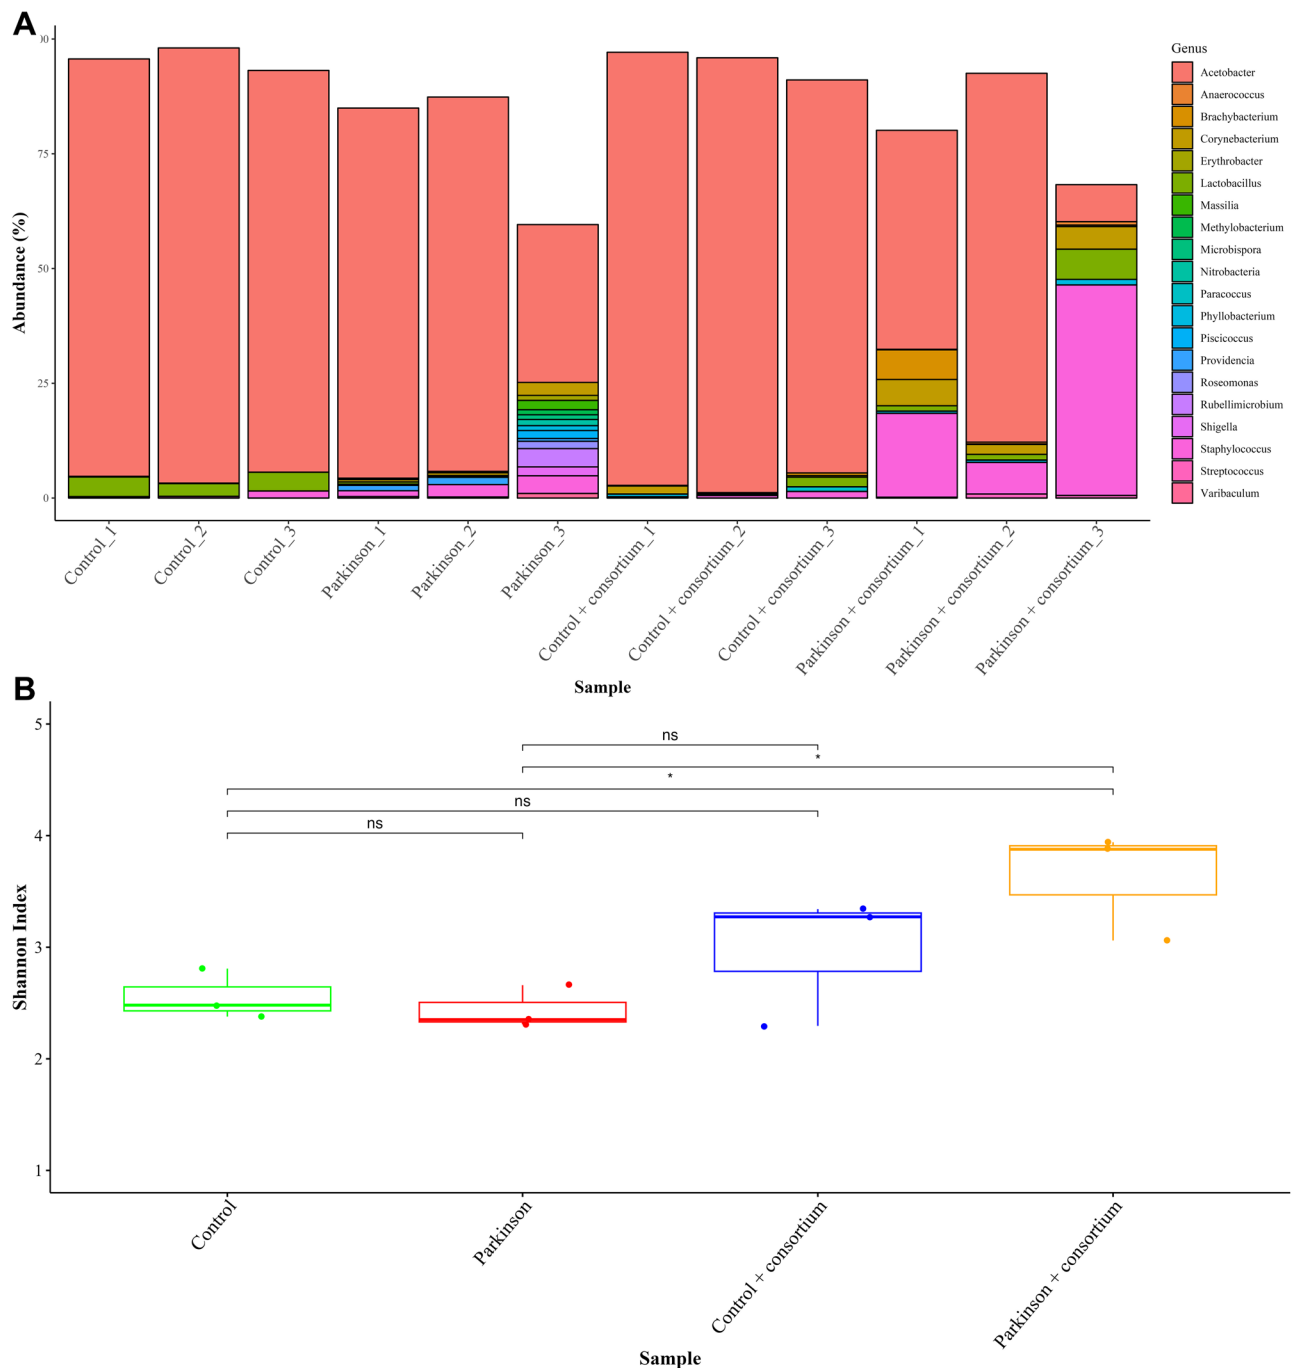 A
00
75
50
25
0
Abundance (%)
Control_1
Control_2
Control_3
Parkinson_1
Parkinson_2
Parkinson_3
Control + consortium_1
Control + consortium_2
Control + consortium_3
Parkinson + consortium_1
Parkinson + consortium_2
Parkinson + consortium_3
Sample
Genus
Acetobacter
Anaerococcus
Brachybacterium
Corynebacterium
Erythrobacter
Lactobacillus
Massilia
Methylobacterium
Microbispora
Nitrobacteria
Paracoccus
Phyllobacterium
Piscicoccus
Providencia
Roseomonas
Rubellimicrobium
Shigella
Staphylococcus
Streptococcus
Varibaculum
B
5
4
3
2
1
Shannon Index
ns
*
*
ns
ns
Control
Parkinson
Control + consortium
Parkinson + consortium
Sample